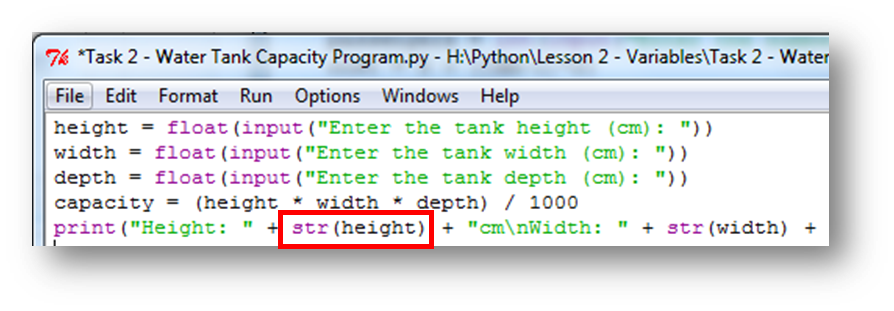 *Task 2 - Water Tank Capacity Program.py - H:\Python\Lesson 2 - Variables\Task 2 - Water
File Edit Format Run Options Windows Help
height = float(input("Enter the tank height (cm): "))
width = float(input("Enter the tank width (cm): "))
depth = float(input("Enter the tank depth (cm): "))
capacity = (height * width * depth) / 1000
print("Height: " + str(height) + "cm\nWidth: " + str(width) +